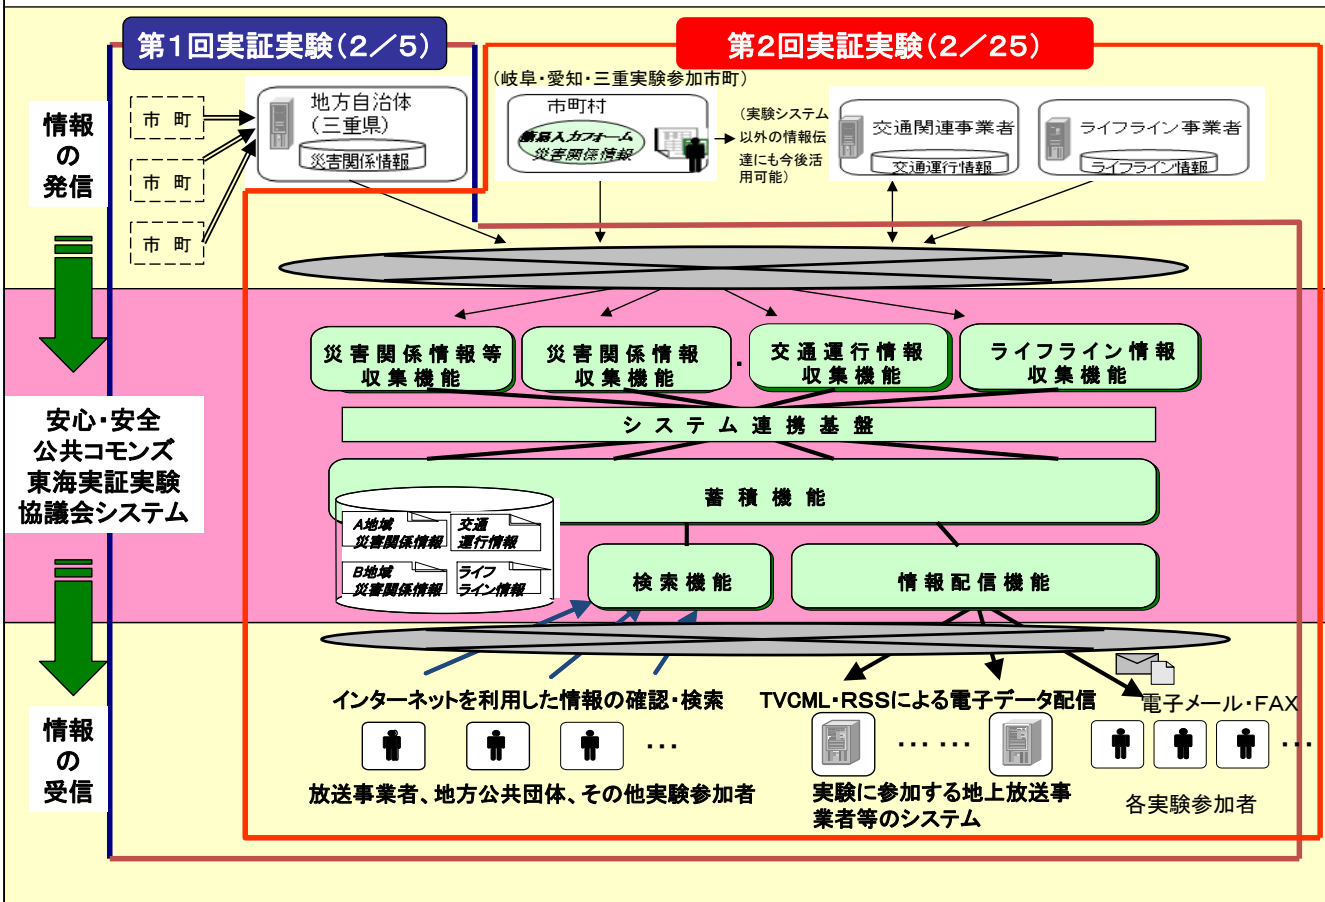 第1回実証実験(2／5)
第2回実証実験(2／25)
(岐阜・愛知・三重実験参加市町)
情報
の
発信
市 町
市 町
市 町
地方自治体
(三重県)
災害関係情報
市町村
簡易入力フォーム
災害関係情報
(実験システム
以外の情報伝
達にも今後活
用可能)
交通関連事業者
交通運行情報
ライフライン事業者
ライフライン情報
災害関係情報等
収集機能
災害関係情報
収集機能
・
交通運行情報
収集機能
ライフライン情報
収集機能
システム連携基盤
安心・安全
公共コモンズ
東海実証実験
協議会システム
蓄積機能
A地域
災害関係情報
交通
運行情報
B地域
災害関係情報
ライフ
ライン情報
検索機能
情報配信機能
情報
の
受信
インターネットを利用した情報の確認・検索
…
放送事業者、地方公共団体、その他実験参加者
TVCML・RSSによる電子データ配信
……
実験に参加する地上放送事
業者等のシステム
電子メール・FAX
…
各実験参加者